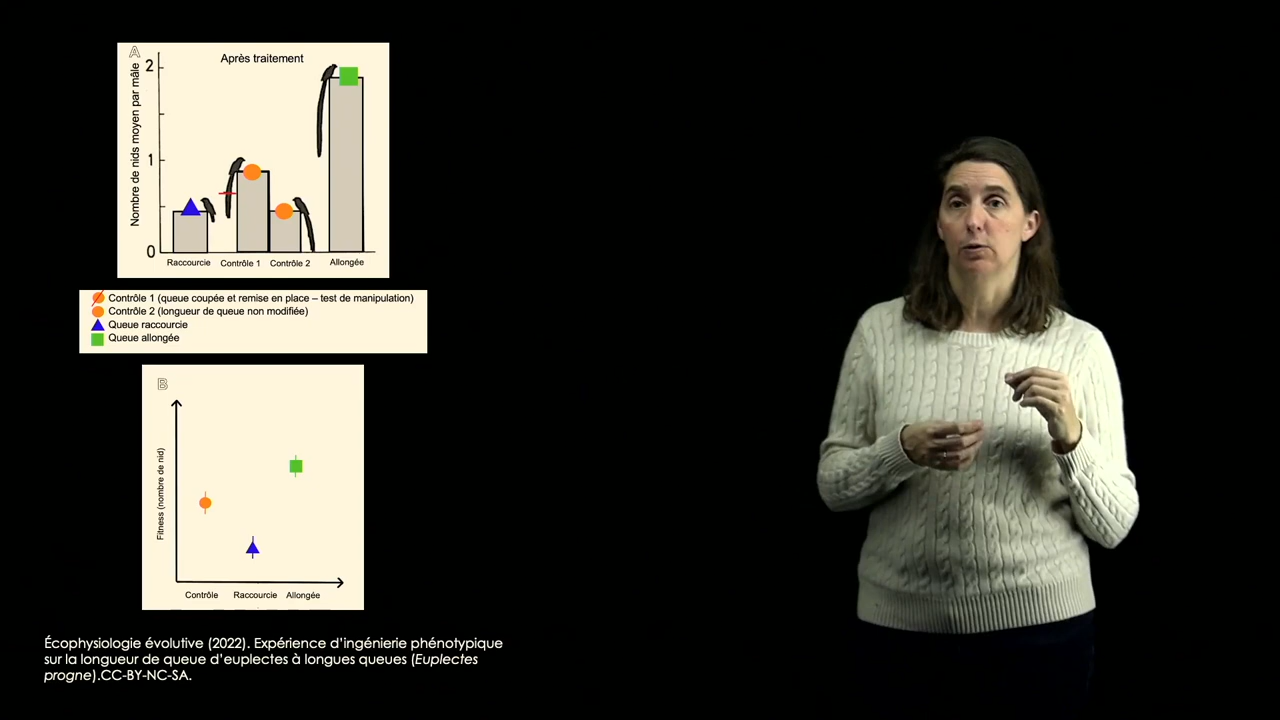 A
Après traitement
Nombre de nids moyen par mâle
2
1
0
Raccourcie
Contrôle 1
Contrôle 2
Allongée
Contrôle 1 (queue coupée et remise en place – test de manipulation)
Contrôle 2 (longueur de queue non modifiée)
Queue raccourcie
Queue allongée
B
Fitness (nombre de nid)
Contrôle
Raccourcie
Allongée
Écophysiologie évolutive (2022). Expérience d'ingénierie phénotypique
sur la longueur de queue d'euplectes à longues queues (Euplectes
progne).CC-BY-NC-SA.